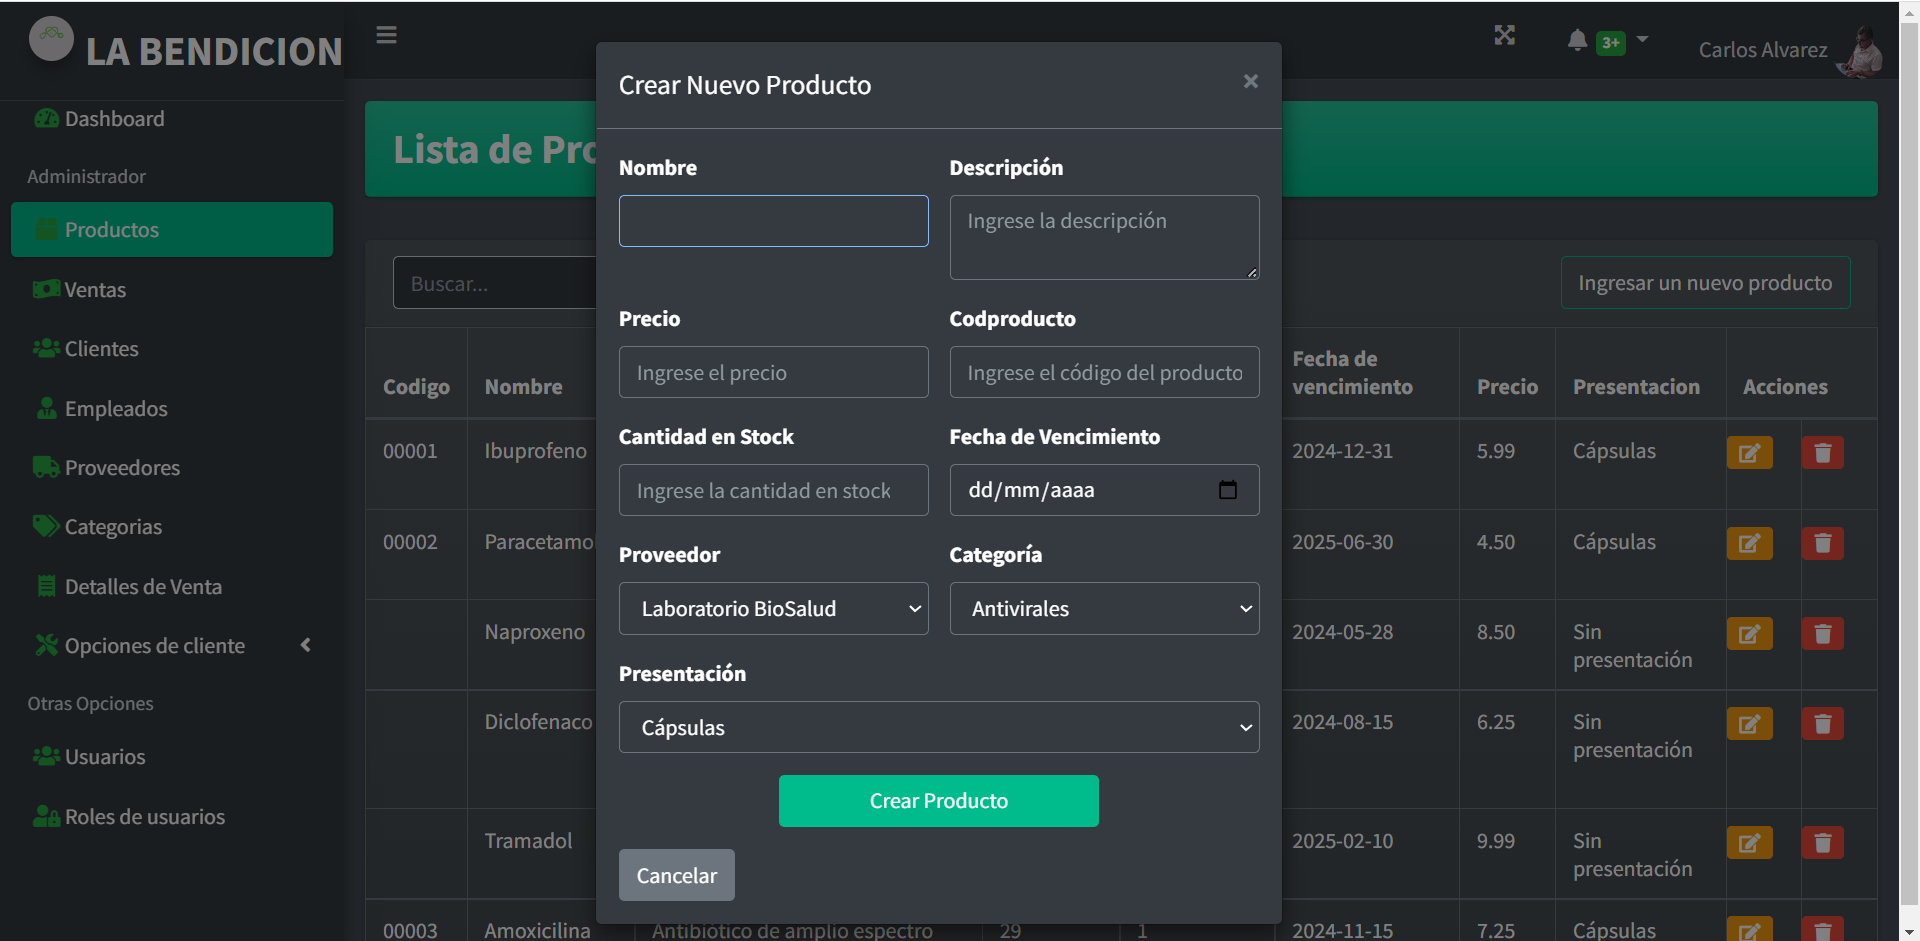 LA BENDICION
3+
Carlos Alvarez
Dashboard
Administrador
Productos
Ventas
Clientes
Empleados
Proveedores
Categorias
Detalles de Venta
Opciones de cliente
Otras Opciones
Usuarios
Roles de usuarios
Lista de Pro
Buscar...
Ingresar un nuevo producto
Crear Nuevo Producto
×
Nombre
Descripción
Ingrese la descripción
Precio
Codproducto
Ingrese el precio
Ingrese el código del producto
Cantidad en Stock
Fecha de Vencimiento
Ingrese la cantidad en stock
dd/mm/aaaa
Proveedor
Categoría
Laboratorio BioSalud
Antivirales
Presentación
Cápsulas
Crear Producto
Cancelar
Codigo Nombre Fecha de vencimiento Precio Presentacion Acciones
00001 Ibuprofeno 2024-12-31 5.99 Cápsulas
00002 Paracetamol 2025-06-30 4.50 Cápsulas
Naproxeno 2024-05-28 8.50 Sin presentación
Diclofenaco 2024-08-15 6.25 Sin presentación
Tramadol 2025-02-10 9.99 Sin presentación
00003 Amoxicilina Antibiótico de amplio espectro 29 1 2024-11-15 7.25 Cápsulas